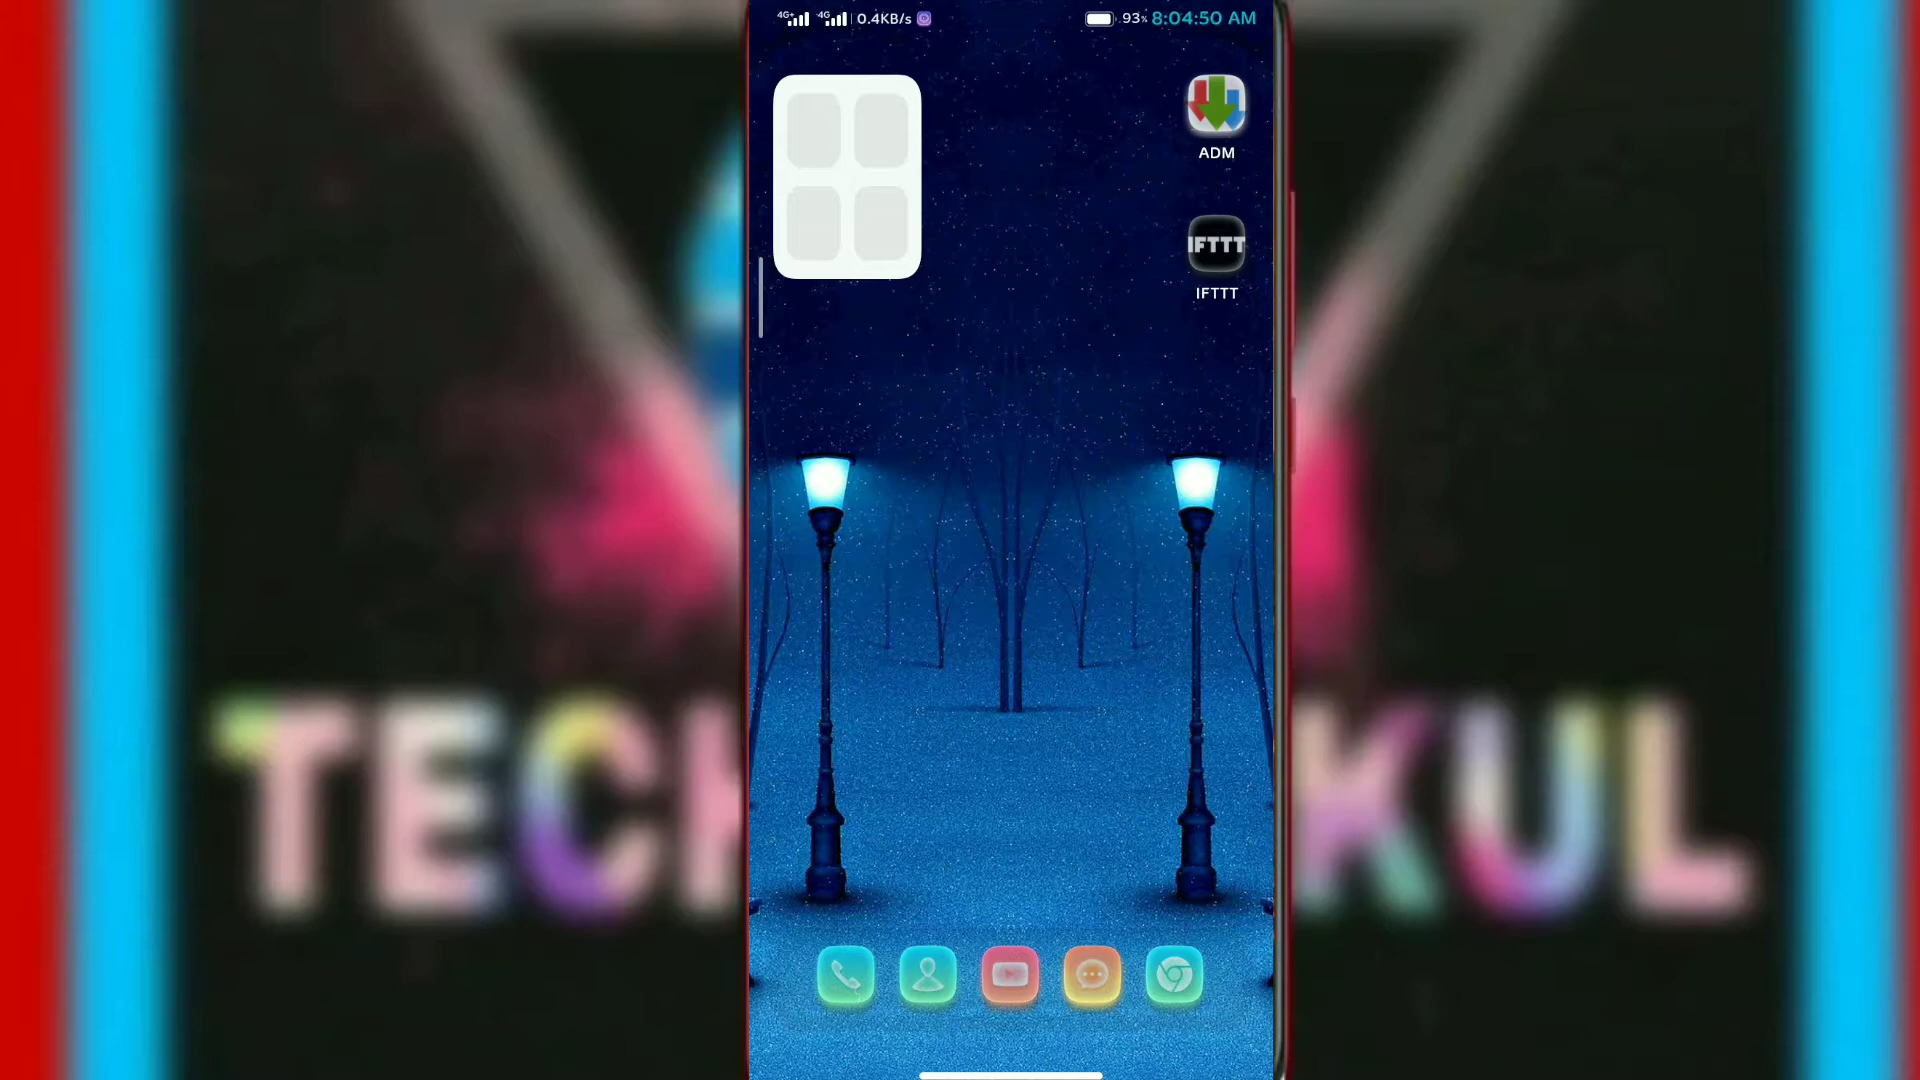 4G+ 4G 0.4KB/s 93% 8:04:50 AM
ADM
IFTTT
IFTTT
TECH KUL